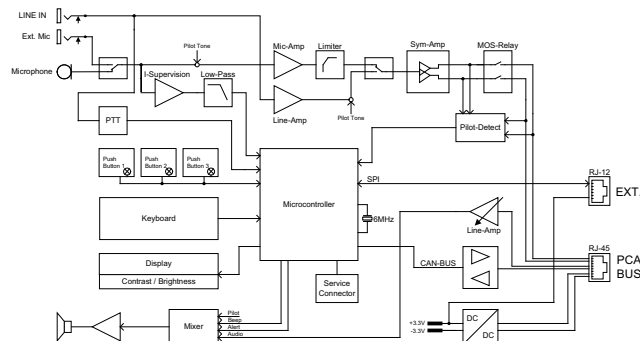 LINE IN
Ext. Mic
Microphone
Pilot Tone
Mic-Amp
Limiter
Sym-Amp
MOS-Relay
I-Supervision
Low-Pass
Line-Amp
Pilot Tone
PTT
Pilot-Detect
Push
Button 1
Push
Button 2
Push
Button 3
Microcontroller
SPI
RJ-12
EXT.
Keyboard
6MHz
Line-Amp
RJ-45
PCA
BUS
Display
Contrast / Brightness
CAN-BUS
Service
Connector
Mixer
Pilot
Beep
Alert
Audio
+3.3V
-3.3V
DC
DC